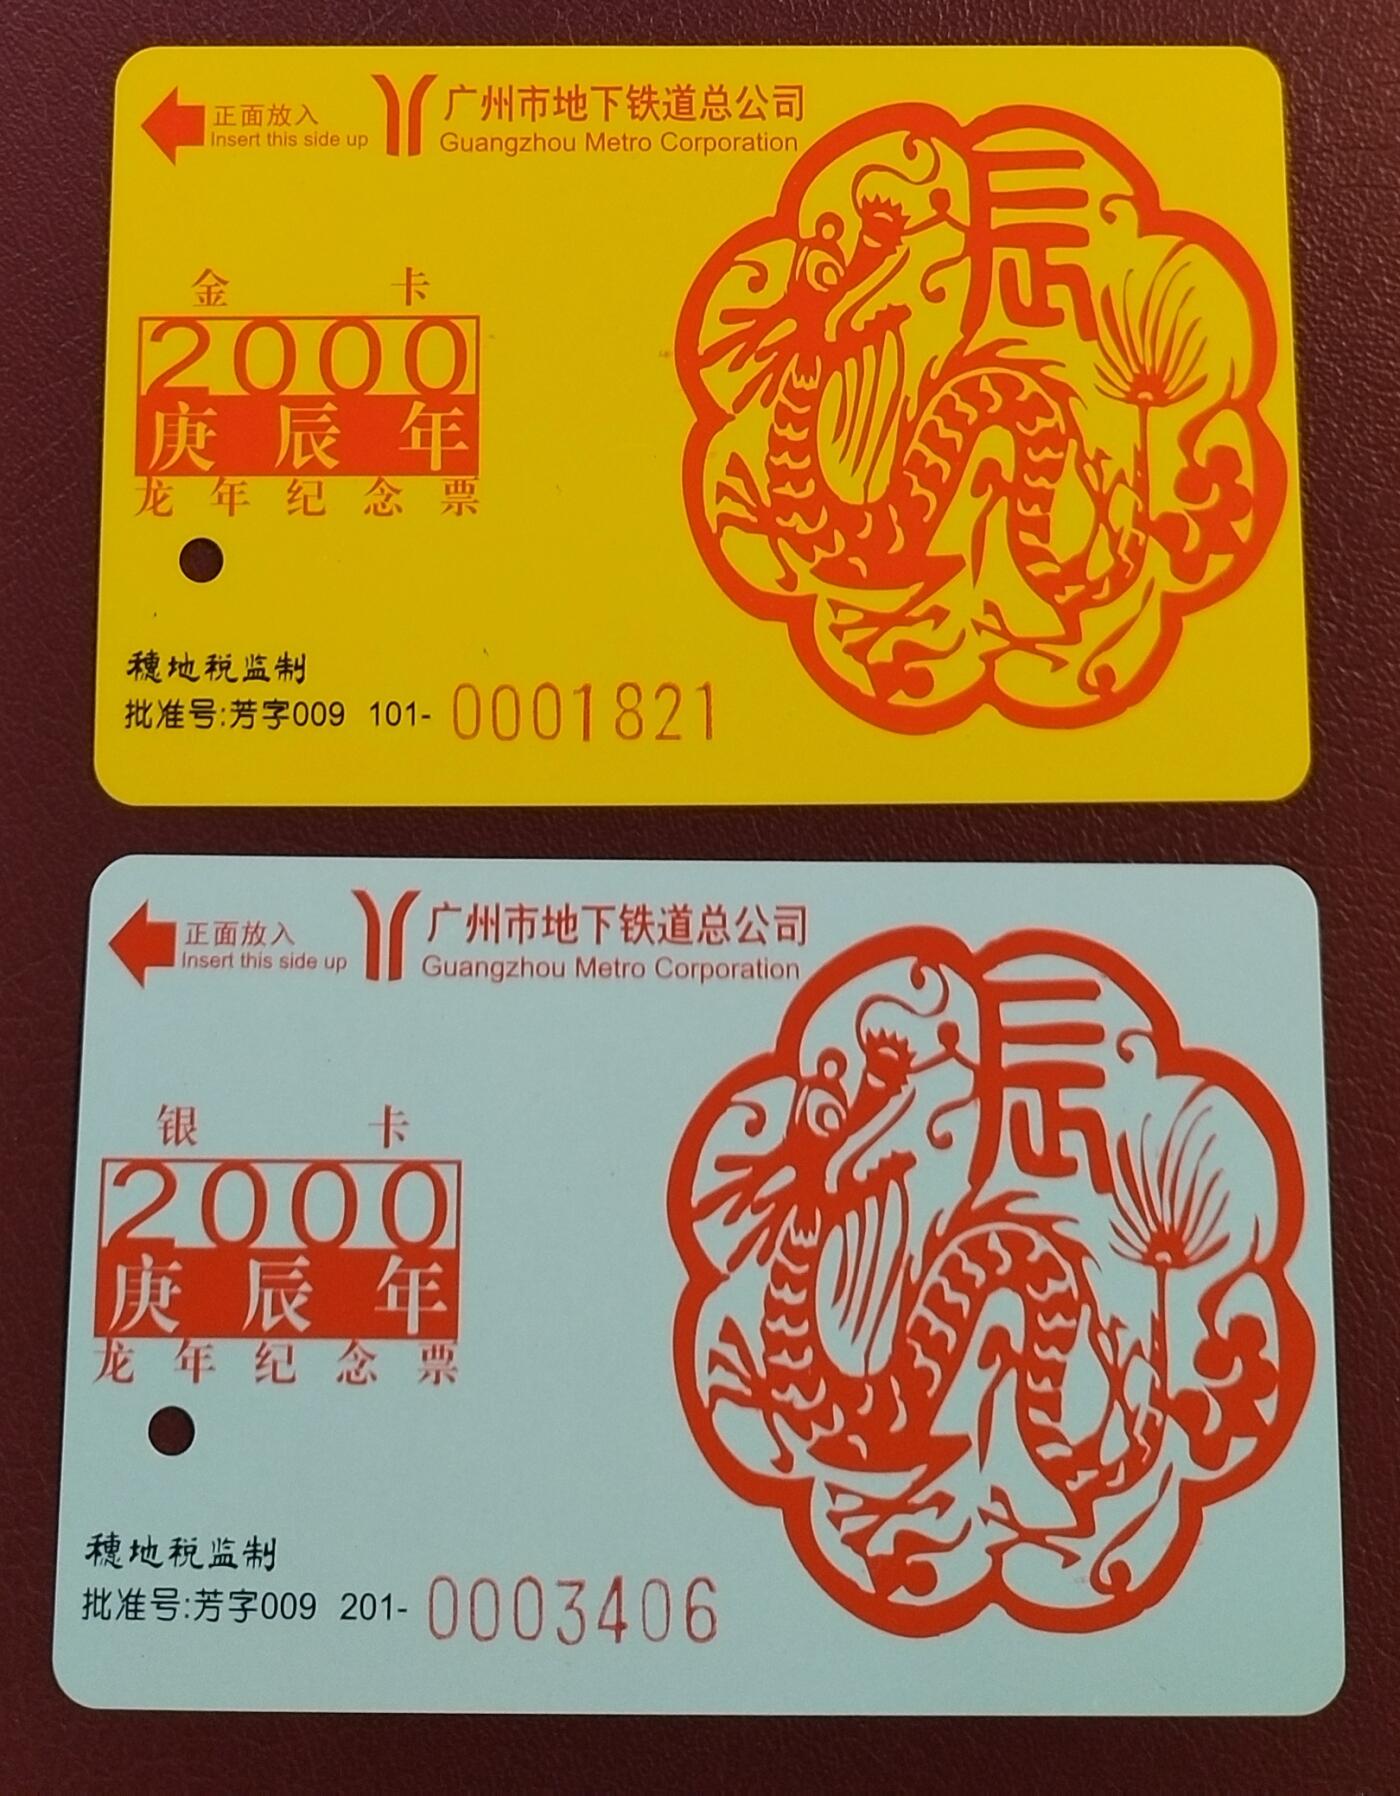 正面放入
Insert this side up
广州市地下铁道总公司
Guangzhou Metro Corporation
辰
金 卡
2000
庚 辰 年
龙 年 纪 念 票
穗地税监制
批准号:芳字009 101- 0001821
正面放入
Insert this side up
广州市地下铁道总公司
Guangzhou Metro Corporation
辰
银 卡
2000
庚 辰 年
龙 年 纪 念 票
穗地税监制
批准号:芳字009 201- 0003406